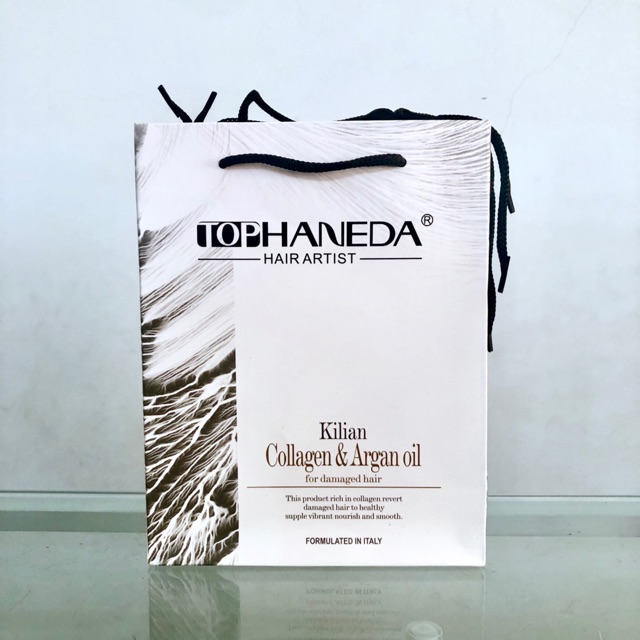 TOPHANEDA®
HAIR ARTIST
Kilian
Collagen & Argan oil
for damaged hair
This product rich in collagen revert
damaged hair to healthy
supple vibrant nourish and smooth.
FORMULATED IN ITALY